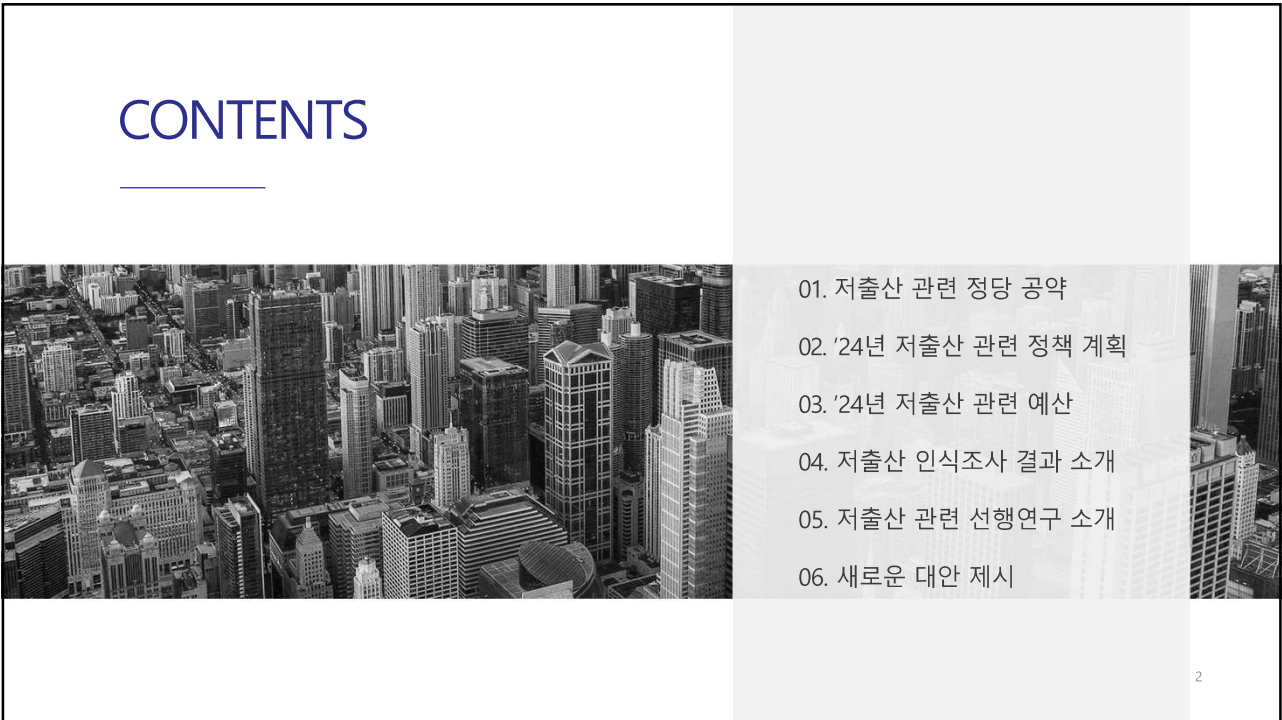 CONTENTS
01. 저출산 관련 정당 공약
02. ’24년 저출산 관련 정책 계획
03. ’24년 저출산 관련 예산
04. 저출산 인식조사 결과 소개
05. 저출산 관련 선행연구 소개
06. 새로운 대안 제시
2